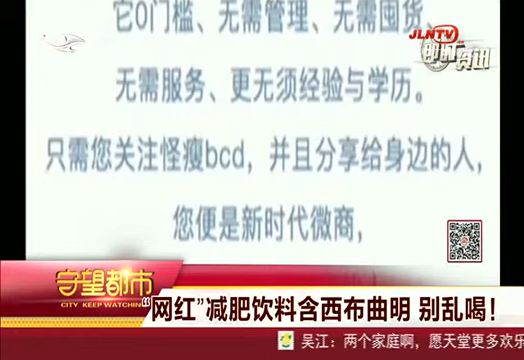 它0门槛、无需管理、无需囤货、
无需服务、更无须经验与学历。
只需您关注怪瘦bcd，并且分享给身边的人，
您便是新时代微商，
JLNTV
即时资讯
守望都市
CITY KEEP WATCHING
“网红”减肥饮料含西布曲明 别乱喝！
吴江：两个家庭啊，愿天堂更多欢乐